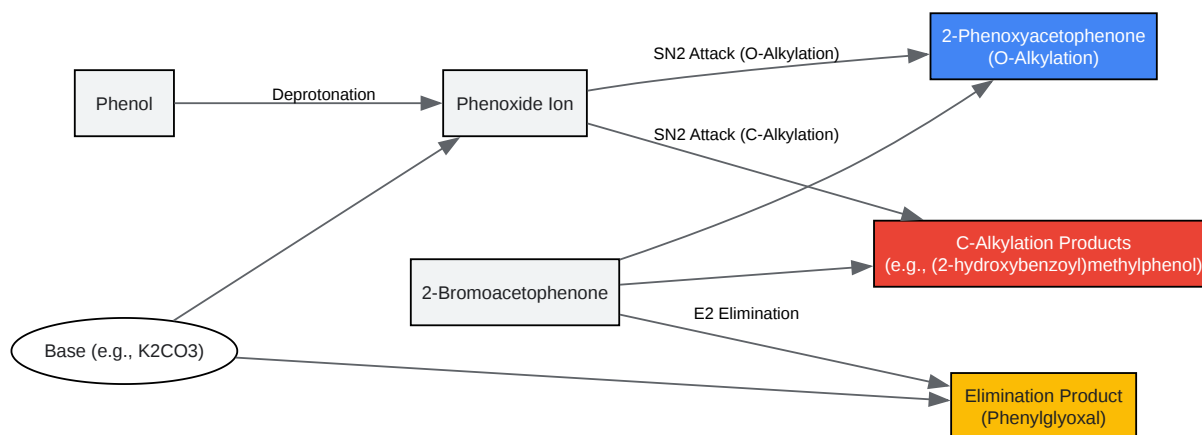 2-Phenoxyacetophenone
(O-Alkylation)
SN2 Attack (O-Alkylation)
Phenol
Deprotonation
Phenoxide Ion
SN2 Attack (C-Alkylation)
C-Alkylation Products
(e.g., (2-hydroxybenzoyl)methylphenol)
2-Bromoacetophenone
E2 Elimination
Base (e.g., K2CO3)
Elimination Product
(Phenylglyoxal)